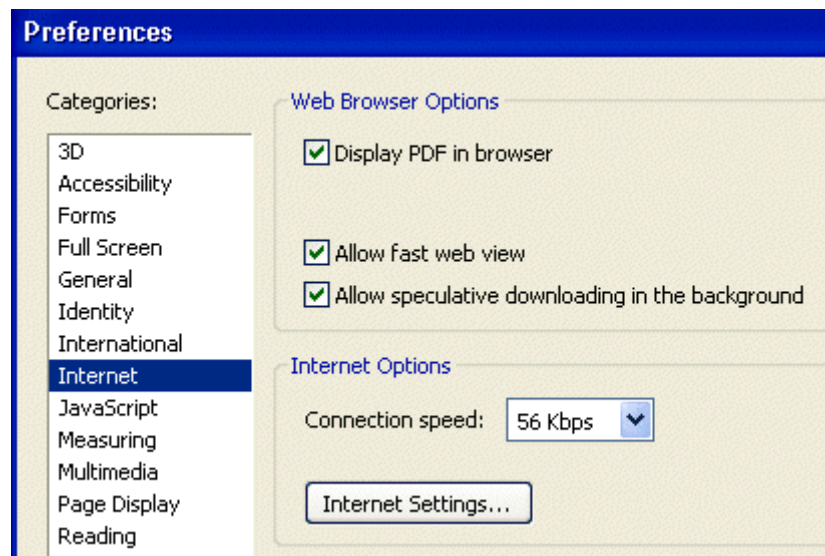 Preferences
Categories:
3D
Accessibility
Forms
Full Screen
General
Identity
International
Internet
JavaScript
Measuring
Multimedia
Page Display
Reading
Web Browser Options
Display PDF in browser
Allow fast web view
Allow speculative downloading in the background
Internet Options
Connection speed: 56 Kbps
Internet Settings...